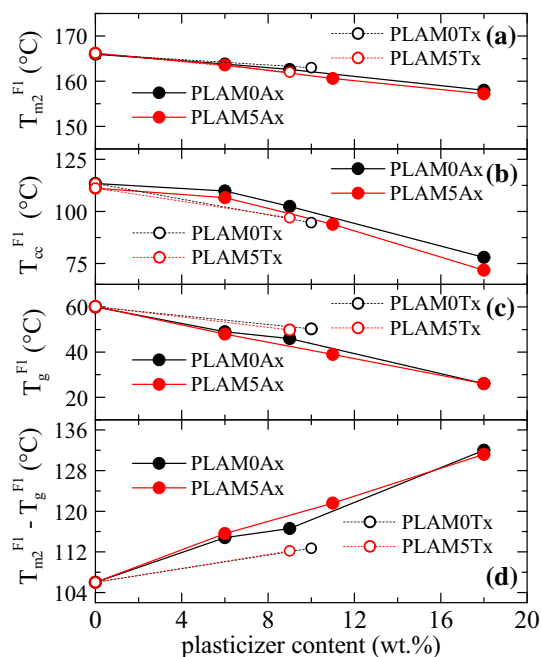 170
160
150
T_m2^F1 (°C)
PLAM0Tx
PLAM5Tx
(a)
PLAM0Ax
PLAM5Ax
125
100
75
T_cc^F1 (°C)
PLAM0Ax
PLAM5Ax
(b)
PLAM0Tx
PLAM5Tx
60
40
20
T_g^F1 (°C)
PLAM0Tx
PLAM5Tx
(c)
PLAM0Ax
PLAM5Ax
136
128
120
112
104
T_m2^F1 - T_g^F1 (°C)
PLAM0Ax
PLAM5Ax
PLAM0Tx
PLAM5Tx
(d)
0 4 8 12 16 20
plasticizer content (wt.%)